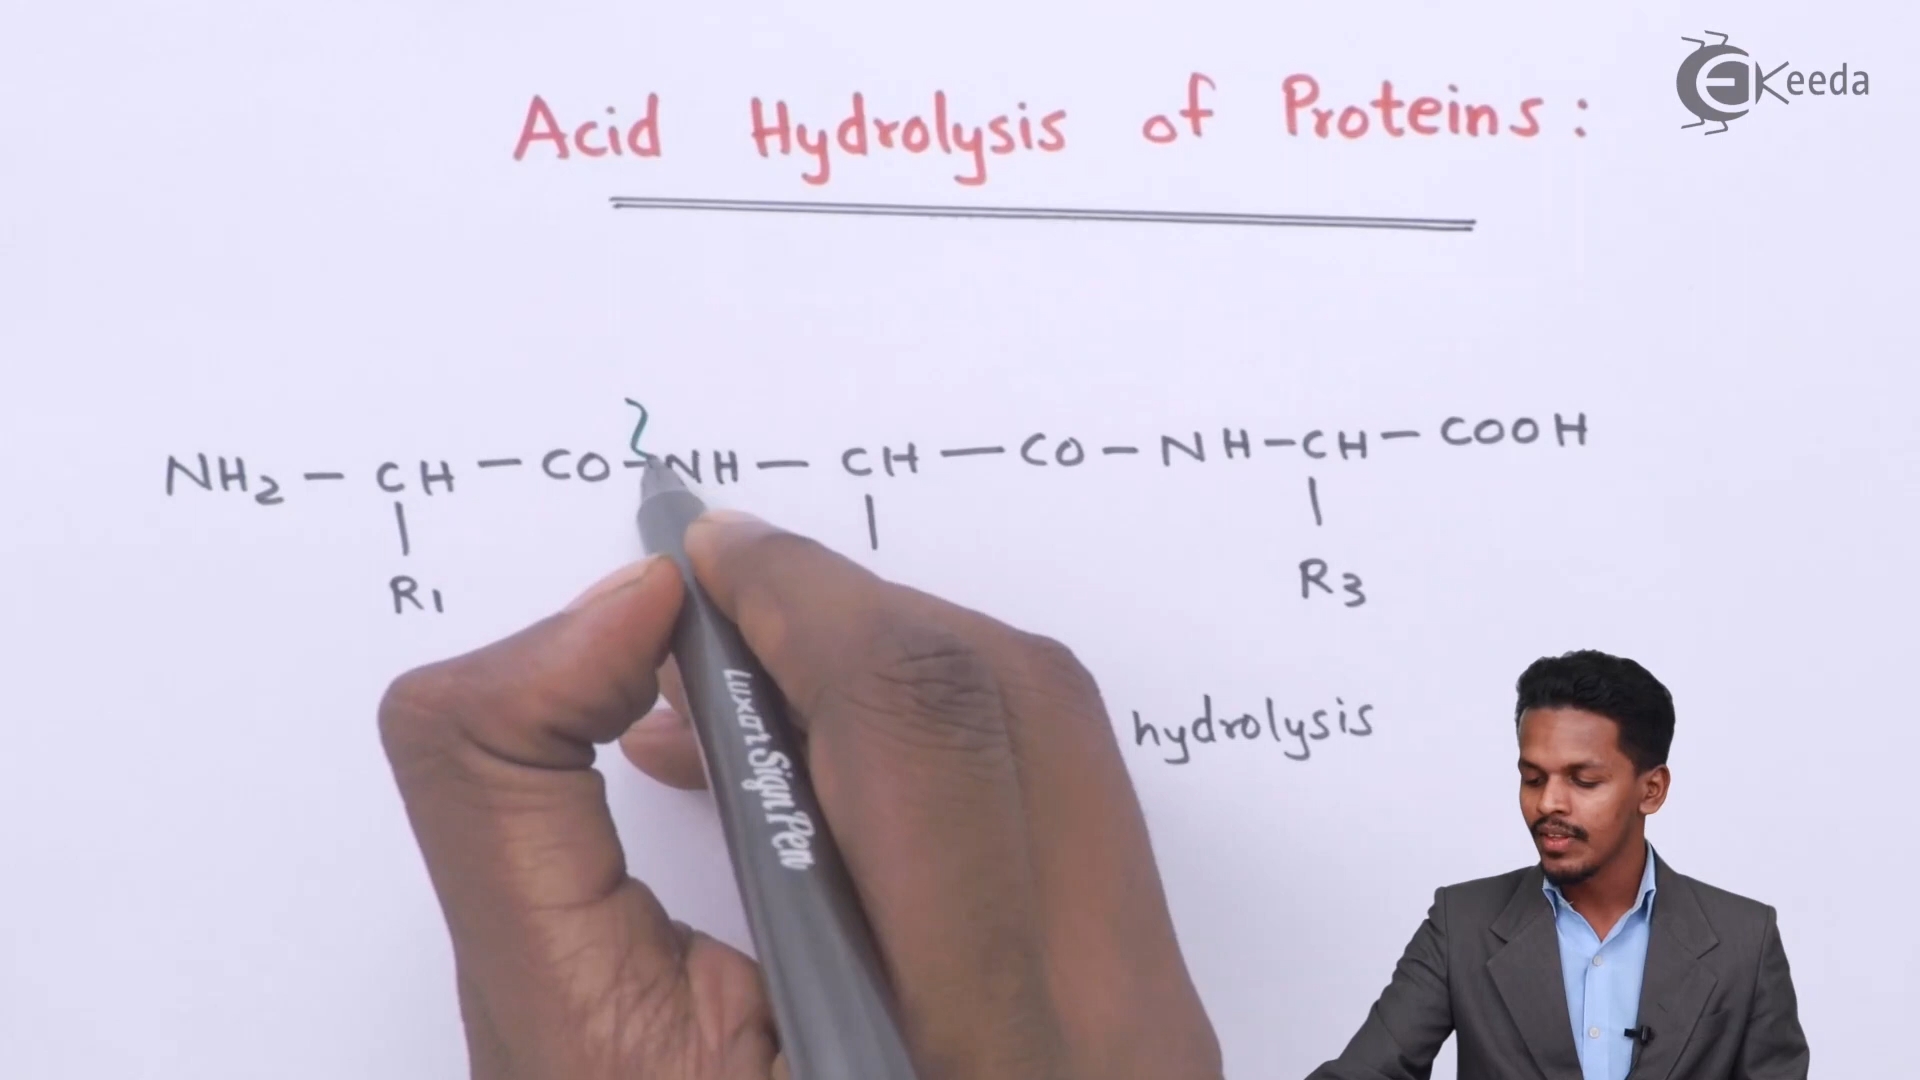 EKeeda
Acid Hydrolysis of Proteins:
NH2 — CH — CO — NH — CH — CO — NH — CH — COOH
R1
R3
hydrolysis
Luxor Sign Pen